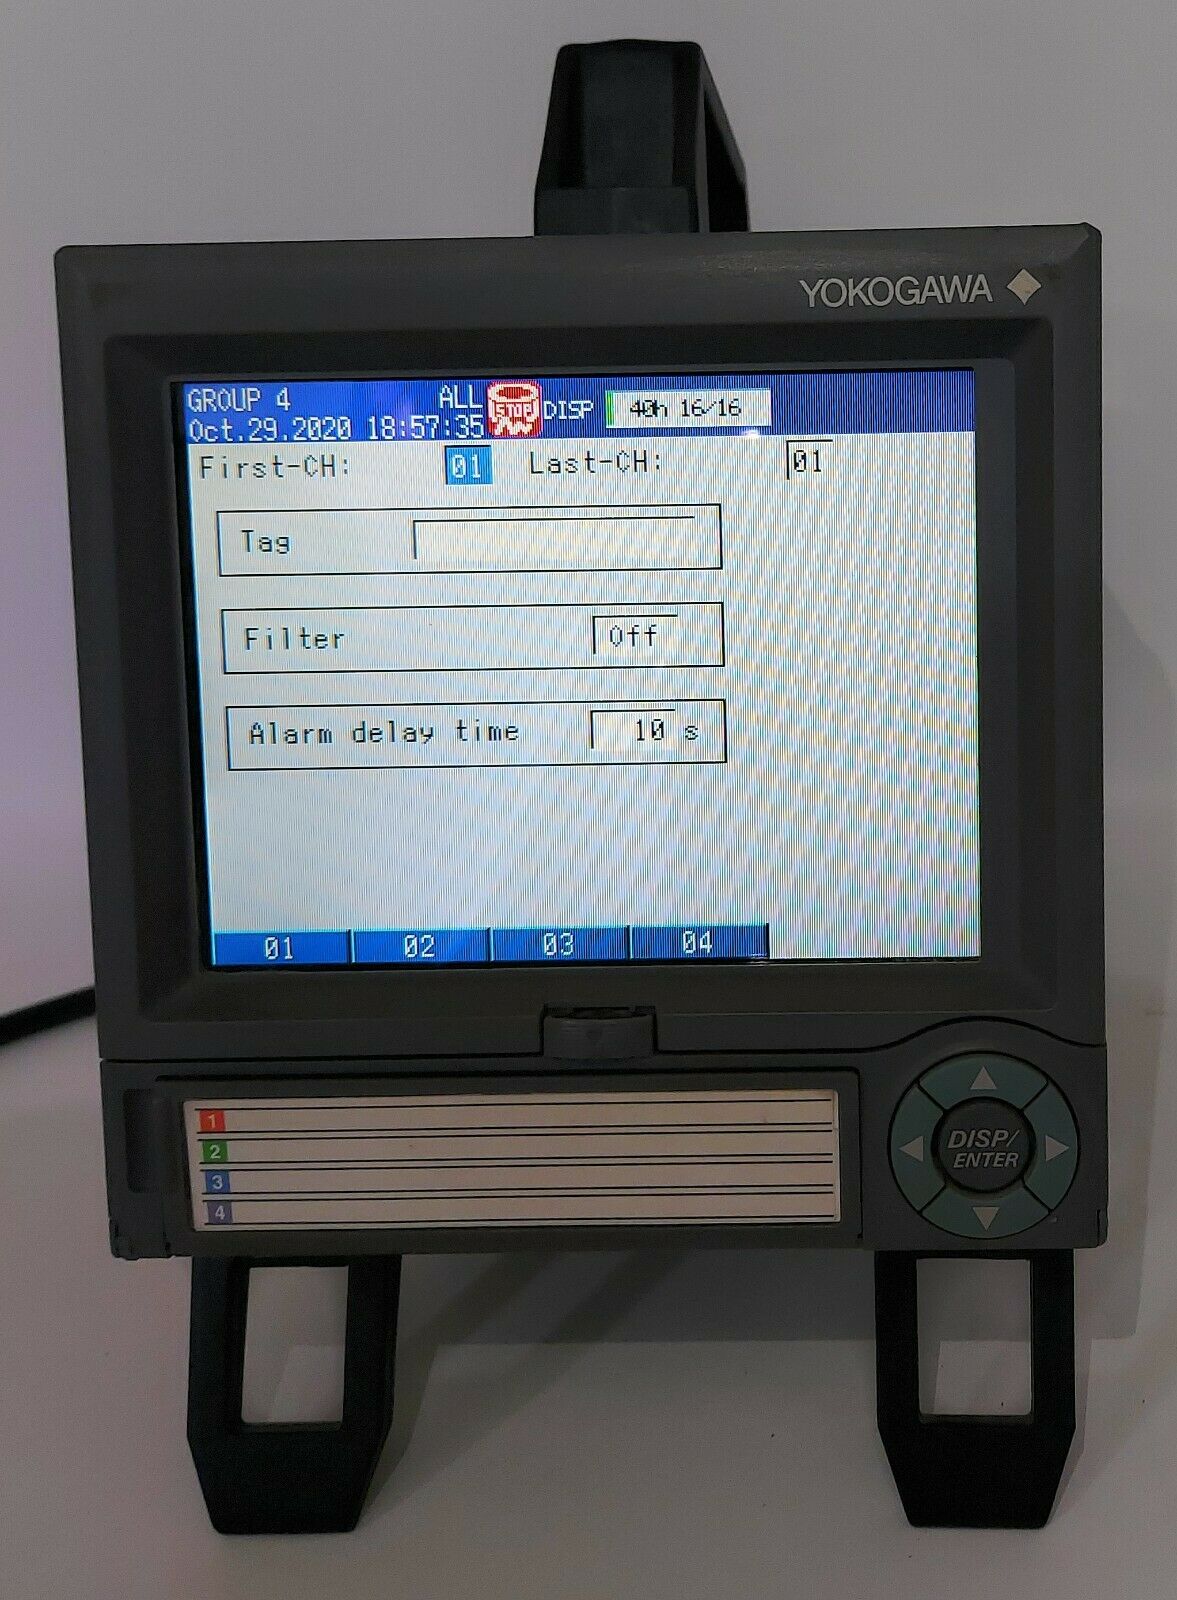 YOKOGAWA
GROUP 4 ALL STOP DISP 40h 16/16
Oct.29.2020 18:57:35
First-CH: 01 Last-CH: 01
Tag
Filter Off
Alarm delay time 10 s
01 02 03 04
1
2
3
4
DISP/
ENTER